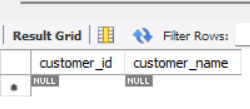 Result Grid Filter Rows:
customer_id customer_name
NULL NULL